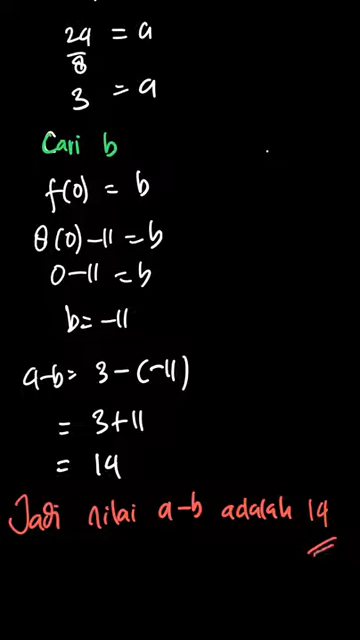 24/8 = a
3 = a
Cari b
f(0) = b
8(0) - 11 = b
0 - 11 = b
b = -11
a - b = 3 - (-11)
= 3 + 11
= 14
Jadi nilai a - b adalah 14